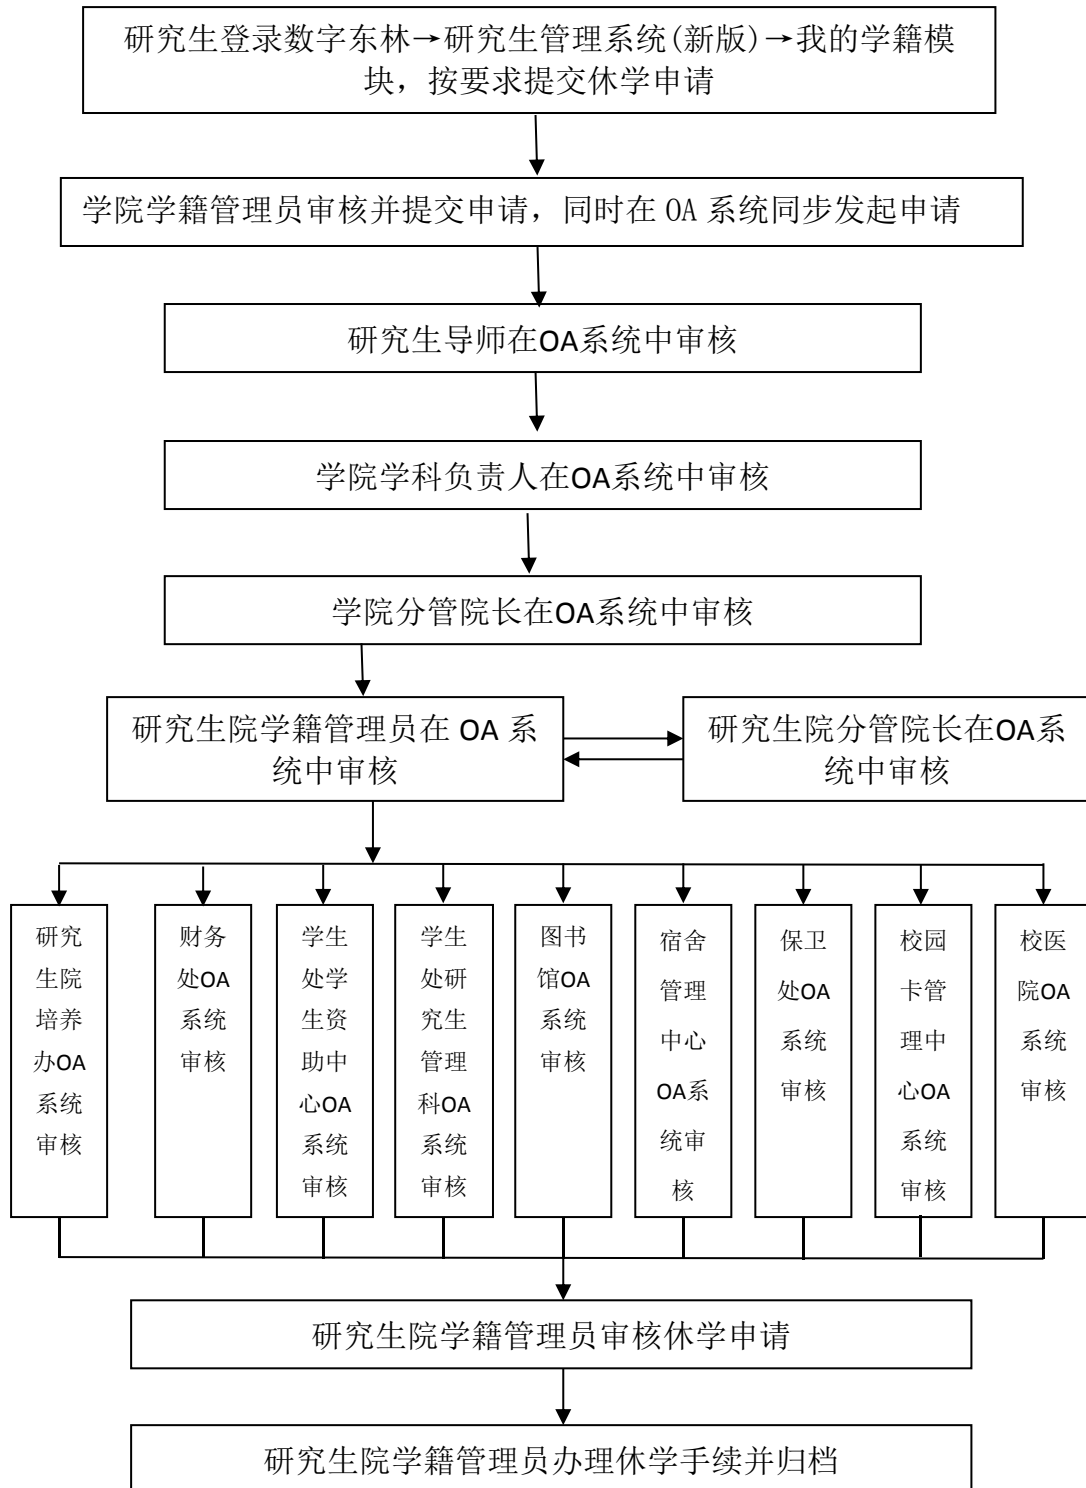 研究生登录数字东林→研究生管理系统(新版)→我的学籍模
块，按要求提交休学申请
学院学籍管理员审核并提交申请，同时在 OA 系统同步发起申请
研究生导师在OA系统中审核
学院学科负责人在OA系统中审核
学院分管院长在OA系统中审核
研究生院学籍管理员在 OA 系
统中审核
研究生院分管院长在OA系
统中审核
研究
生院
培养
办OA
系统
审核
财务
处OA
系统
审核
学生
处学
生资
助中
心OA
系统
审核
学生
处研
究生
管理
科OA
系统
审核
图书
馆OA
系统
审核
宿舍
管理
中心
OA系
统审
核
保卫
处OA
系统
审核
校园
卡管
理中
心OA
系统
审核
校医
院OA
系统
审核
研究生院学籍管理员审核休学申请
研究生院学籍管理员办理休学手续并归档